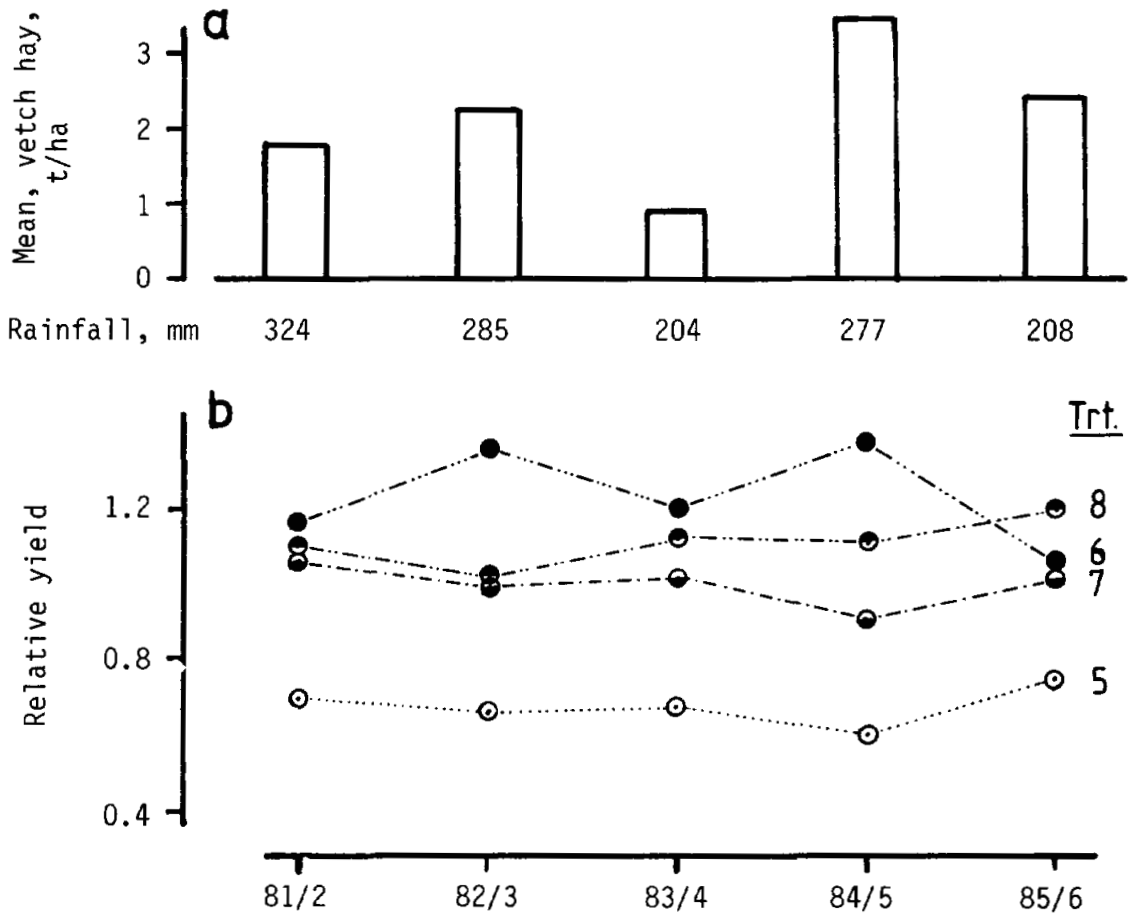 a
Mean, vetch hay,
t/ha
3
2
1
0
Rainfall, mm 324 285 204 277 208
b
Trt.
Relative yield
1.2
0.8
0.4
8
6
7
5
81/2 82/3 83/4 84/5 85/6